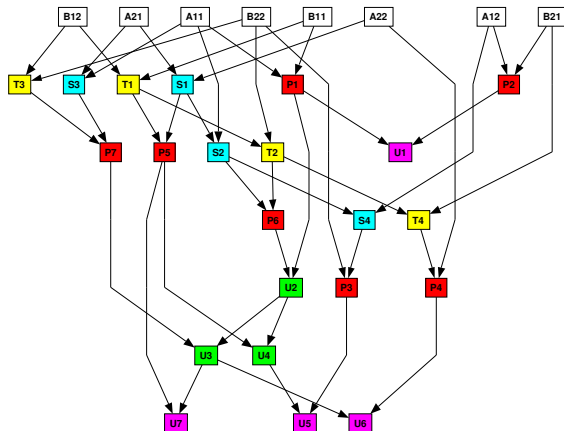 B12 A21 A11 B22 B11 A22 A12 B21
T3 S3 T1 S1 P1 P2
P7 P5 S2 T2 U1
P6 S4 T4
U2 P3 P4
U3 U4
U7 U5 U6